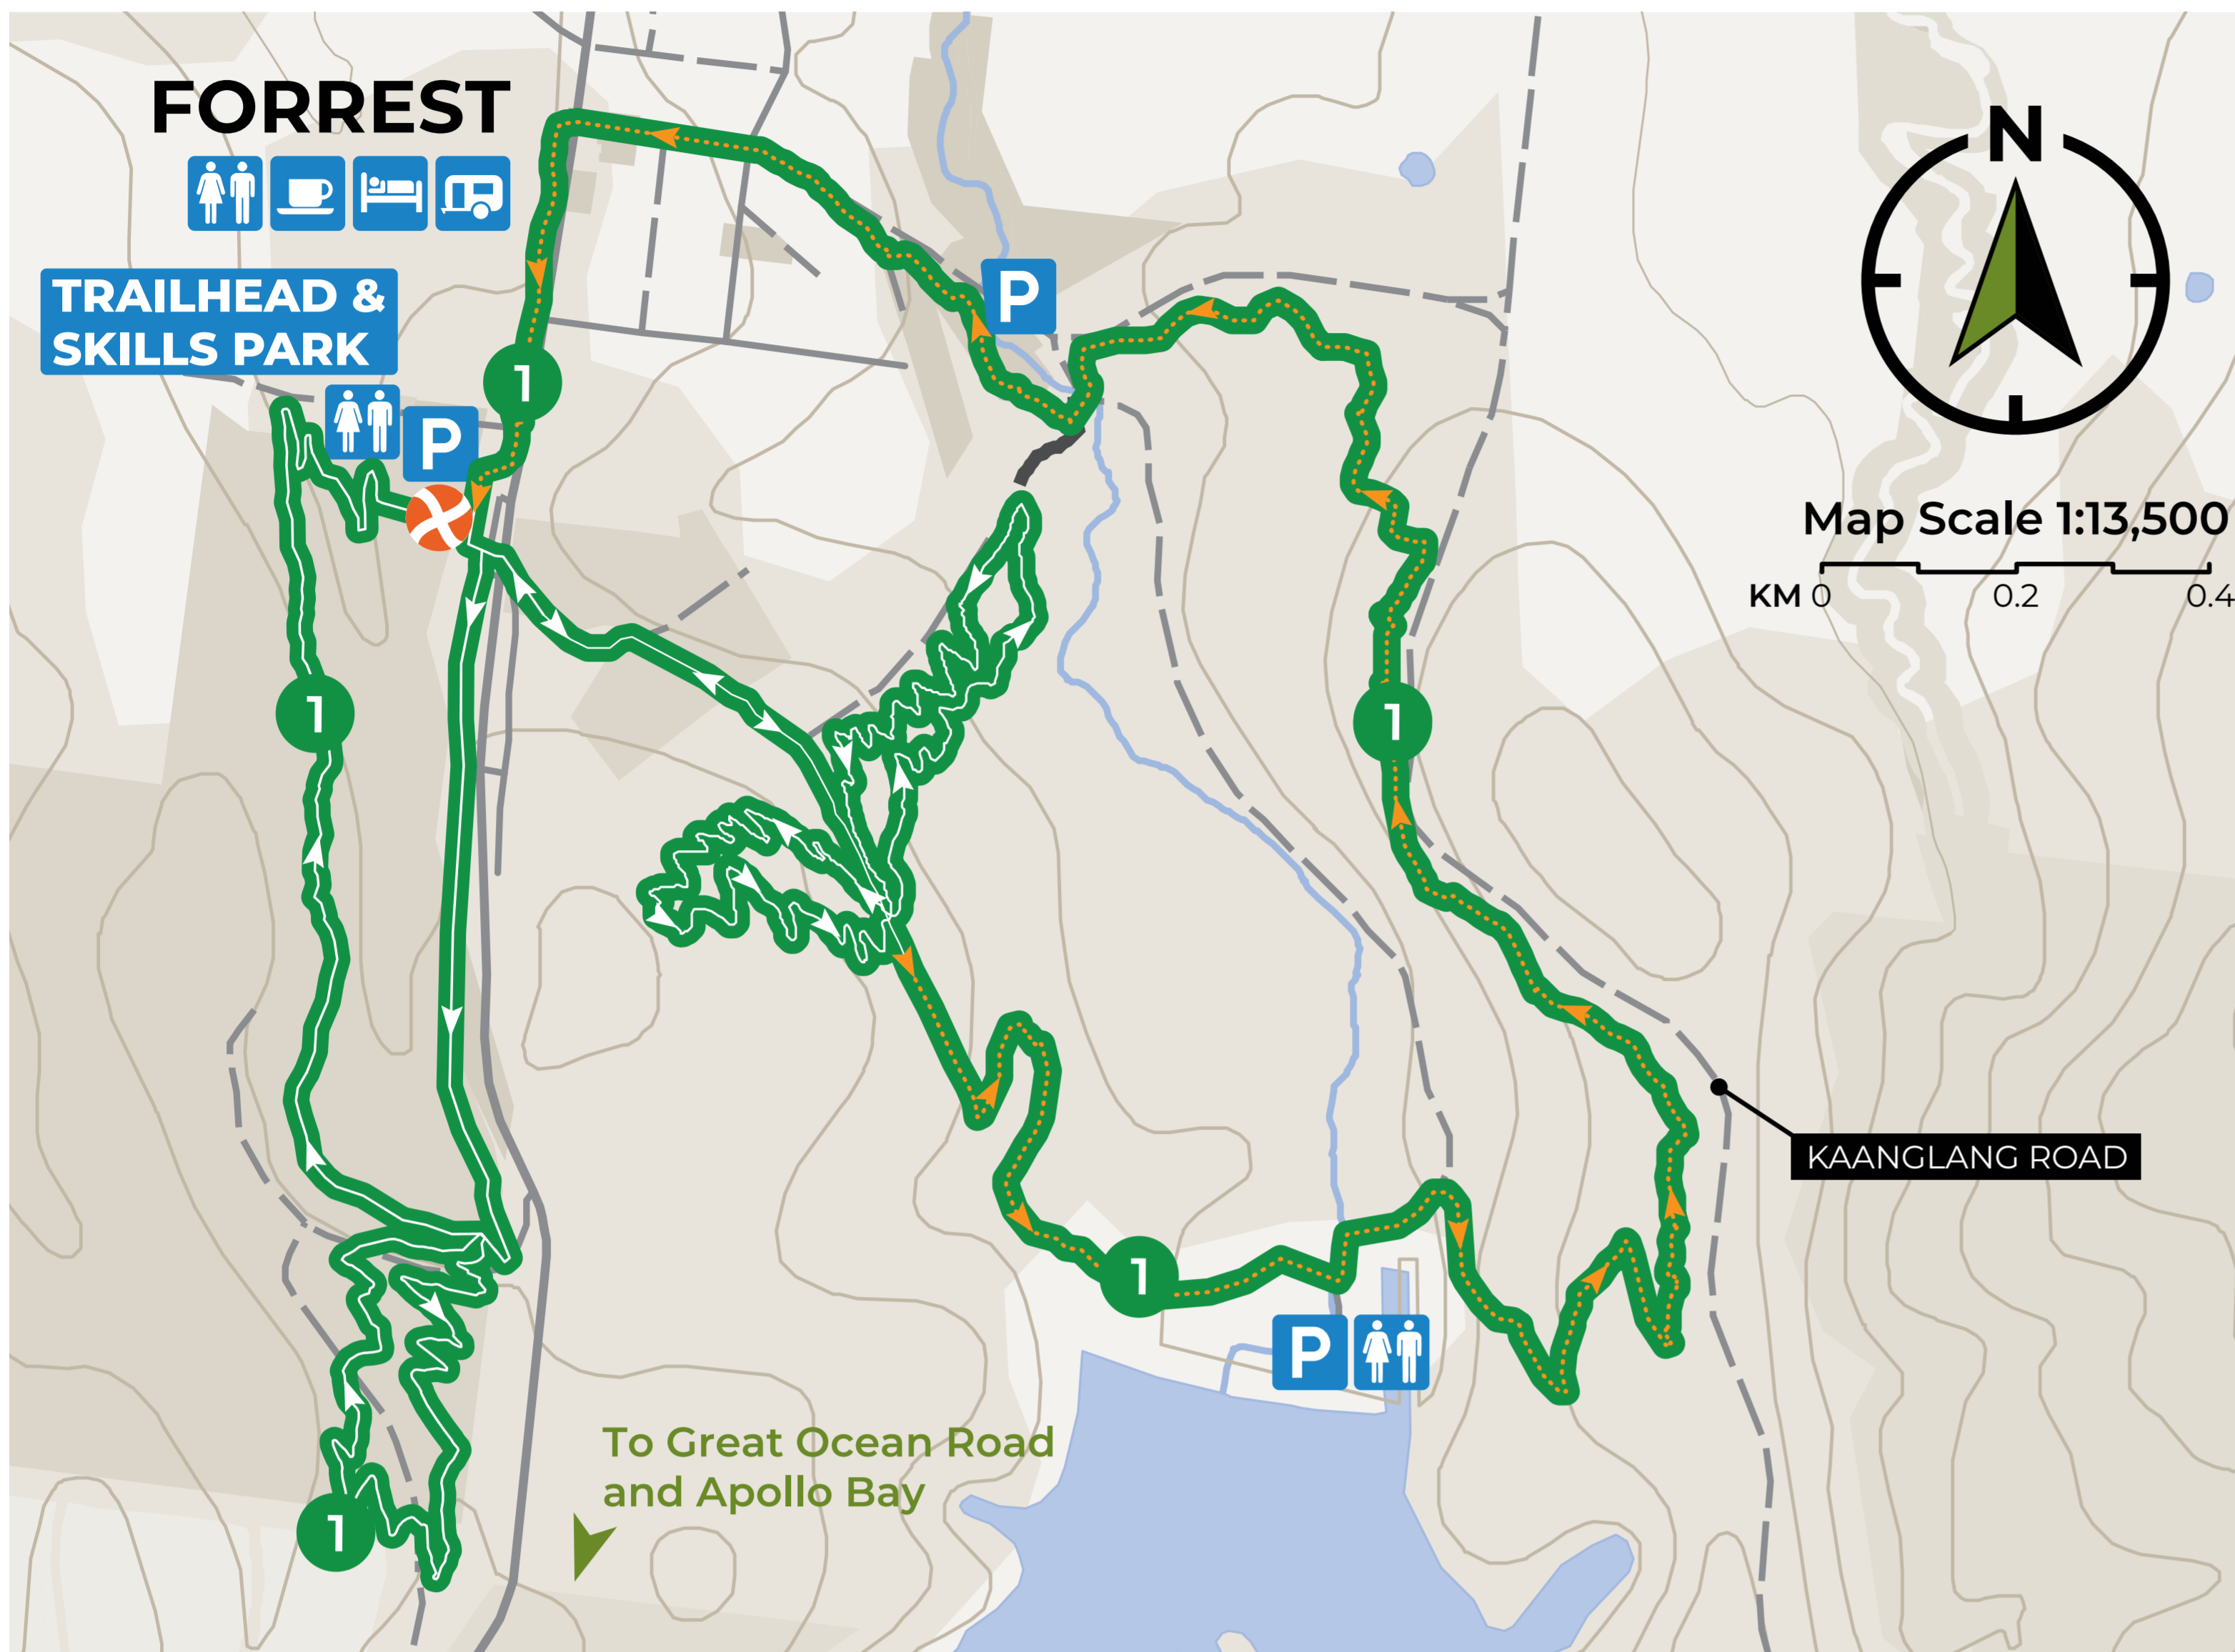 FORREST
N
TRAILHEAD &
SKILLS PARK
P
1
P
Map Scale 1:13,500
KM 0 0.2 0.4
1
1
KAANGLANG ROAD
1
P
To Great Ocean Road
and Apollo Bay
1